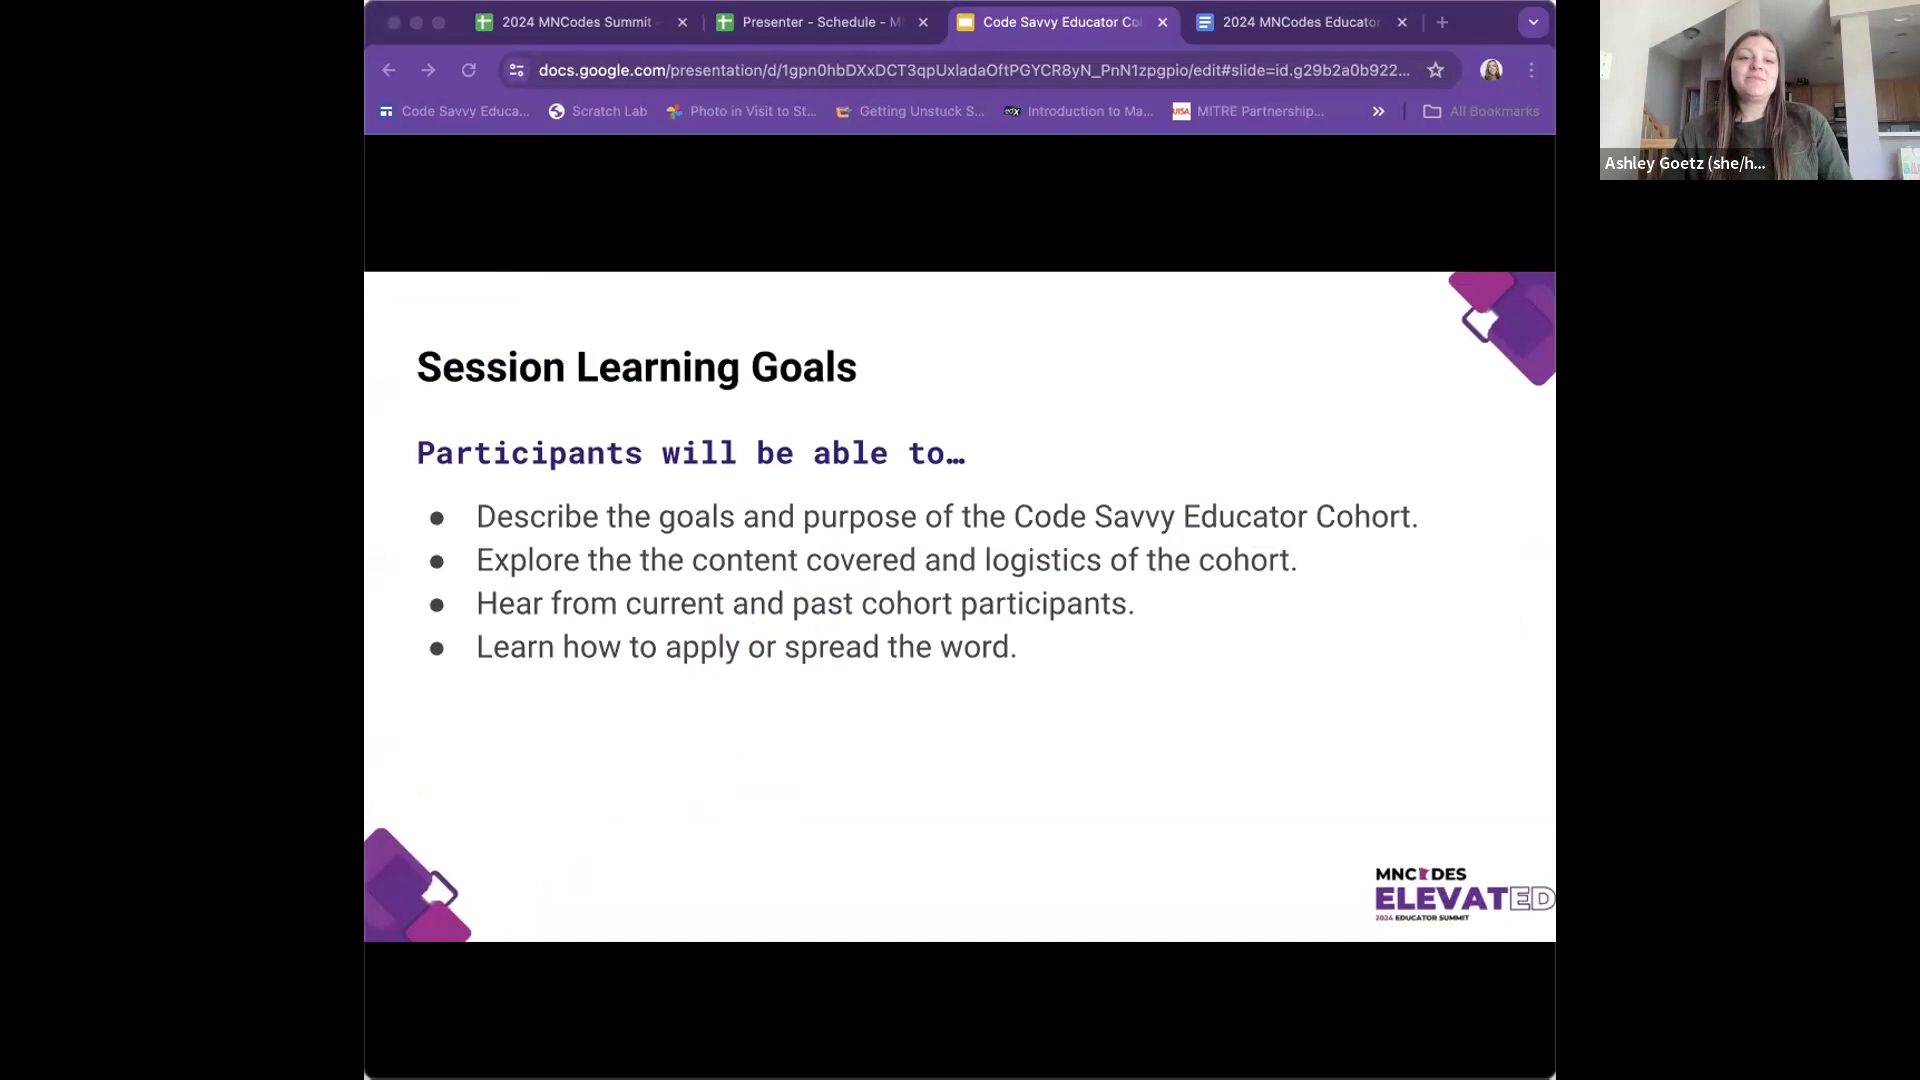 2024 MNCodes Summit
Presenter - Schedule - M
Code Savvy Educator Co
2024 MNCodes Educator
docs.google.com/presentation/d/1gpn0hbDXxDCT3qpUxladaOftPGYCR8yN_PnN1zpgpio/edit#slide=id.g29b2a0b922...
Code Savvy Educa...
Scratch Lab
Photo in Visit to St...
Getting Unstuck S...
Introduction to Ma...
MITRE Partnership...
All Bookmarks
Ashley Goetz (she/h...
Session Learning Goals
Participants will be able to…
● Describe the goals and purpose of the Code Savvy Educator Cohort.
● Explore the the content covered and logistics of the cohort.
● Hear from current and past cohort participants.
● Learn how to apply or spread the word.
MNCODES
ELEVATED
2024 EDUCATOR SUMMIT